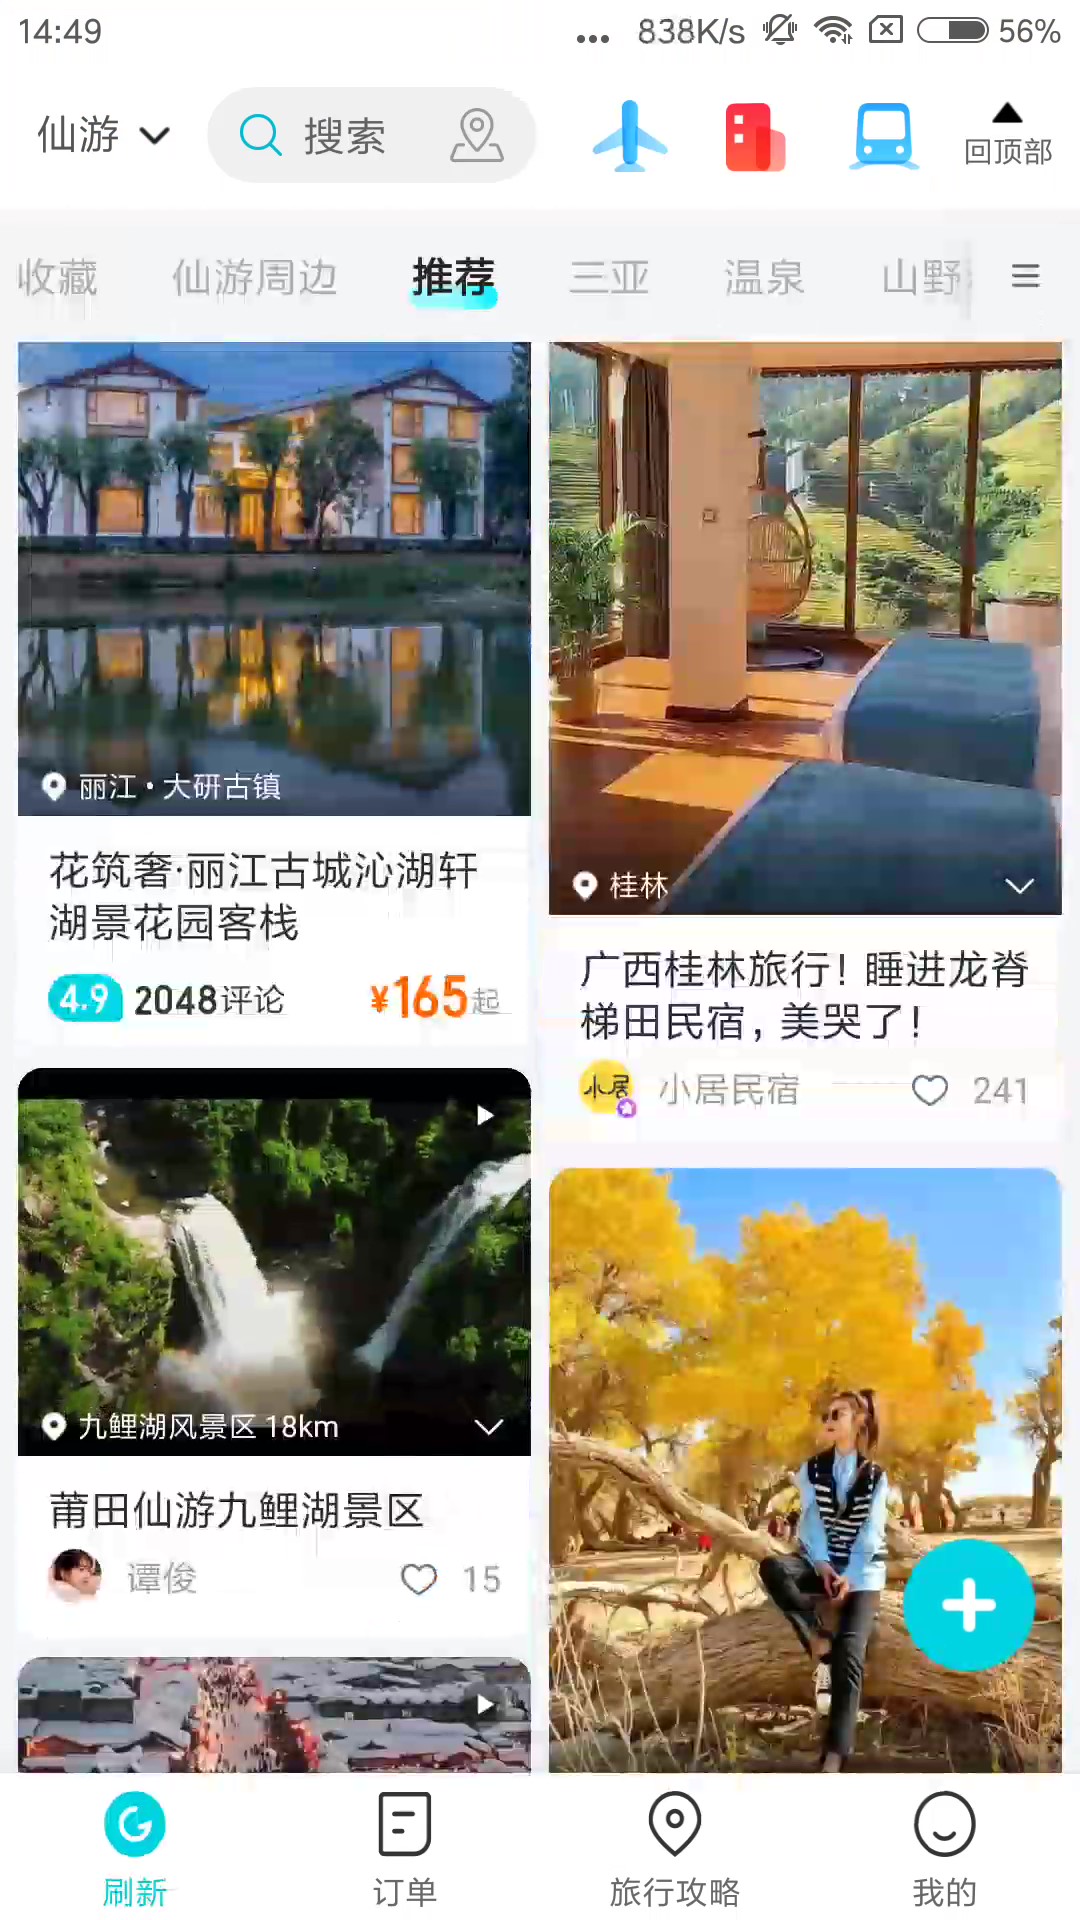 14:49
838K/s
56%
仙游
搜索
回顶部
收藏
仙游周边
推荐
三亚
温泉
山野
丽江·大研古镇
花筑奢·丽江古城沁湖轩
湖景花园客栈
4.9 2048评论 ¥165起
桂林
广西桂林旅行！睡进龙脊
梯田民宿，美哭了！
小居
小居民宿 241
九鲤湖风景区 18km
莆田仙游九鲤湖景区
谭俊 15
刷新
订单
旅行攻略
我的